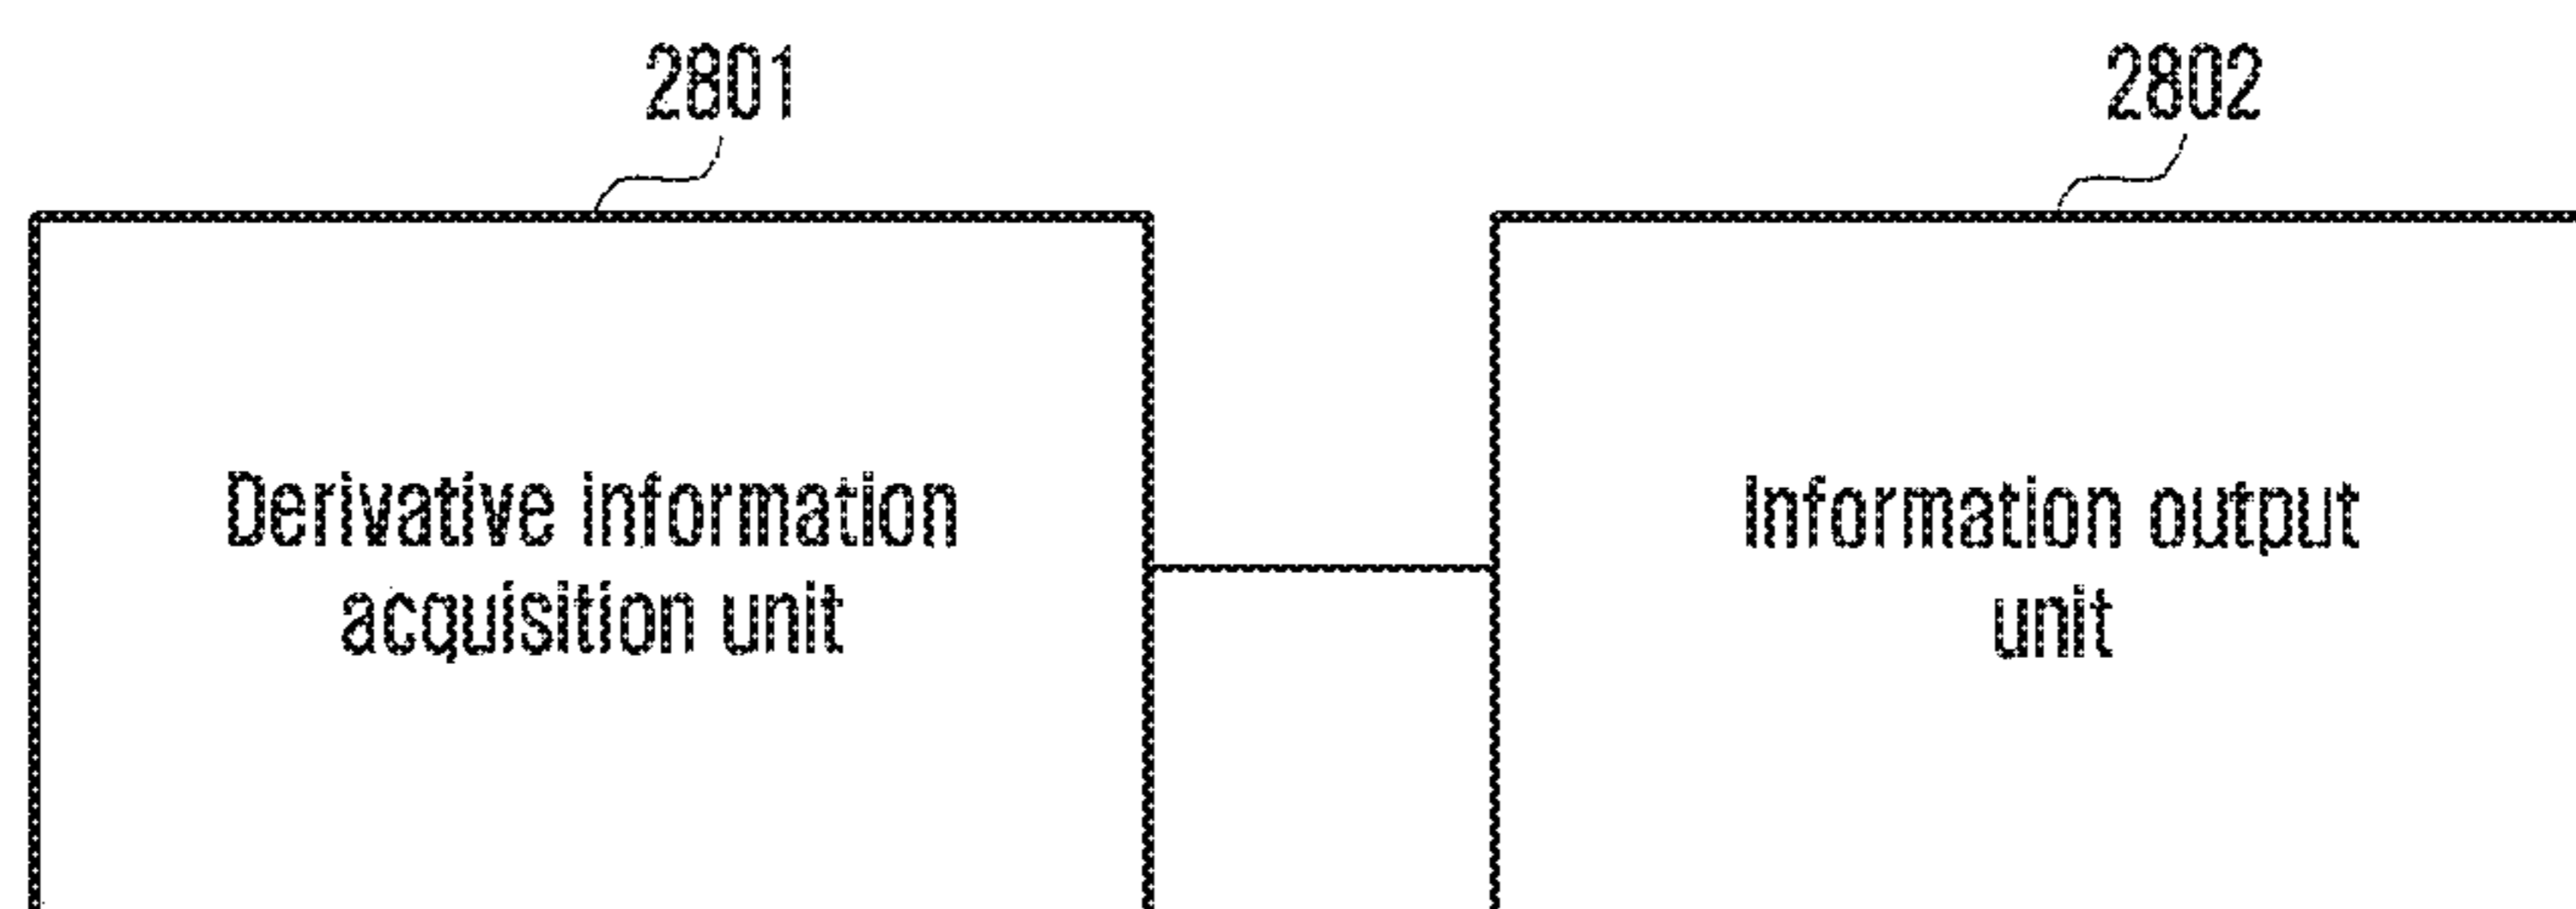 2801
2802
Derivative information
acquisition unit
Information output
unit